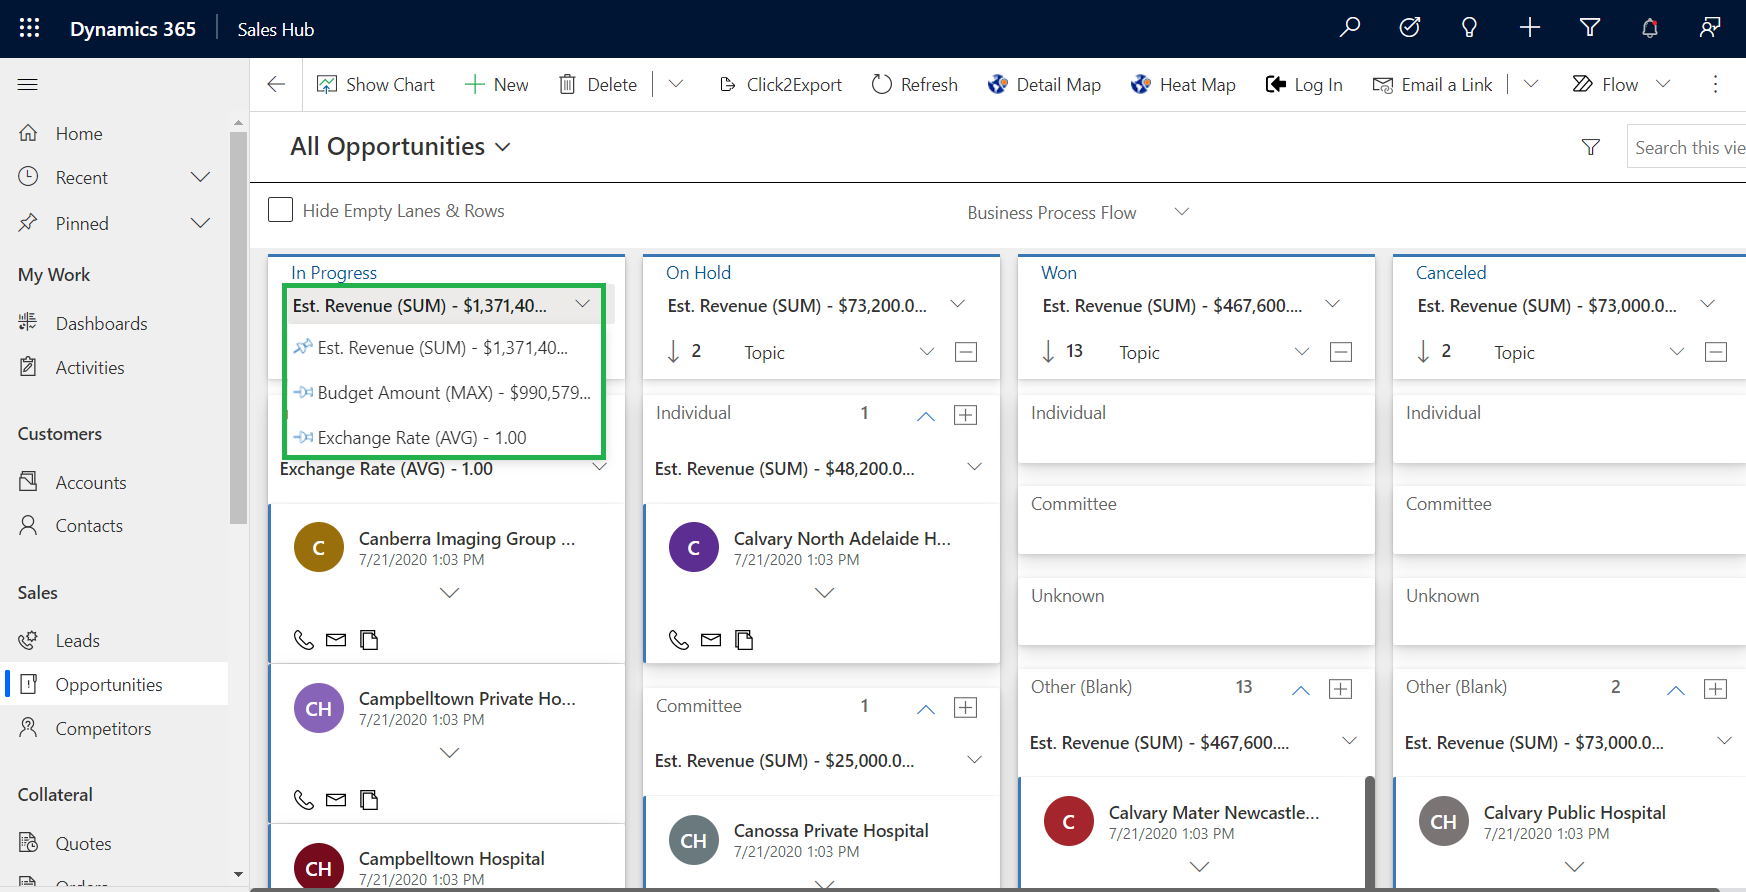 Dynamics 365 Sales Hub
Show Chart New Delete Click2Export Refresh Detail Map Heat Map Log In Email a Link Flow
Home
Recent
Pinned
My Work
Dashboards
Activities
Customers
Accounts
Contacts
Sales
Leads
Opportunities
Competitors
Collateral
Quotes
Orders
All Opportunities
Search this vie
Hide Empty Lanes & Rows
Business Process Flow
In Progress
Est. Revenue (SUM) - $1,371,40...
Est. Revenue (SUM) - $1,371,40...
Budget Amount (MAX) - $990,579...
Exchange Rate (AVG) - 1.00
Exchange Rate (AVG) - 1.00
C
Canberra Imaging Group ...
7/21/2020 1:03 PM
CH
Campbelltown Private Ho...
7/21/2020 1:03 PM
CH
Campbelltown Hospital
7/21/2020 1:03 PM
On Hold
Est. Revenue (SUM) - $73,200.0...
2 Topic
Individual 1
Est. Revenue (SUM) - $48,200.0...
C
Calvary North Adelaide H...
7/21/2020 1:03 PM
Committee 1
Est. Revenue (SUM) - $25,000.0...
CH
Canossa Private Hospital
7/21/2020 1:03 PM
Won
Est. Revenue (SUM) - $467,600....
13 Topic
Individual
Committee
Unknown
Other (Blank) 13
Est. Revenue (SUM) - $467,600....
C
Calvary Mater Newcastle...
7/21/2020 1:03 PM
Canceled
Est. Revenue (SUM) - $73,000.0...
2 Topic
Individual
Committee
Unknown
Other (Blank) 2
Est. Revenue (SUM) - $73,000.0...
CH
Calvary Public Hospital
7/21/2020 1:03 PM